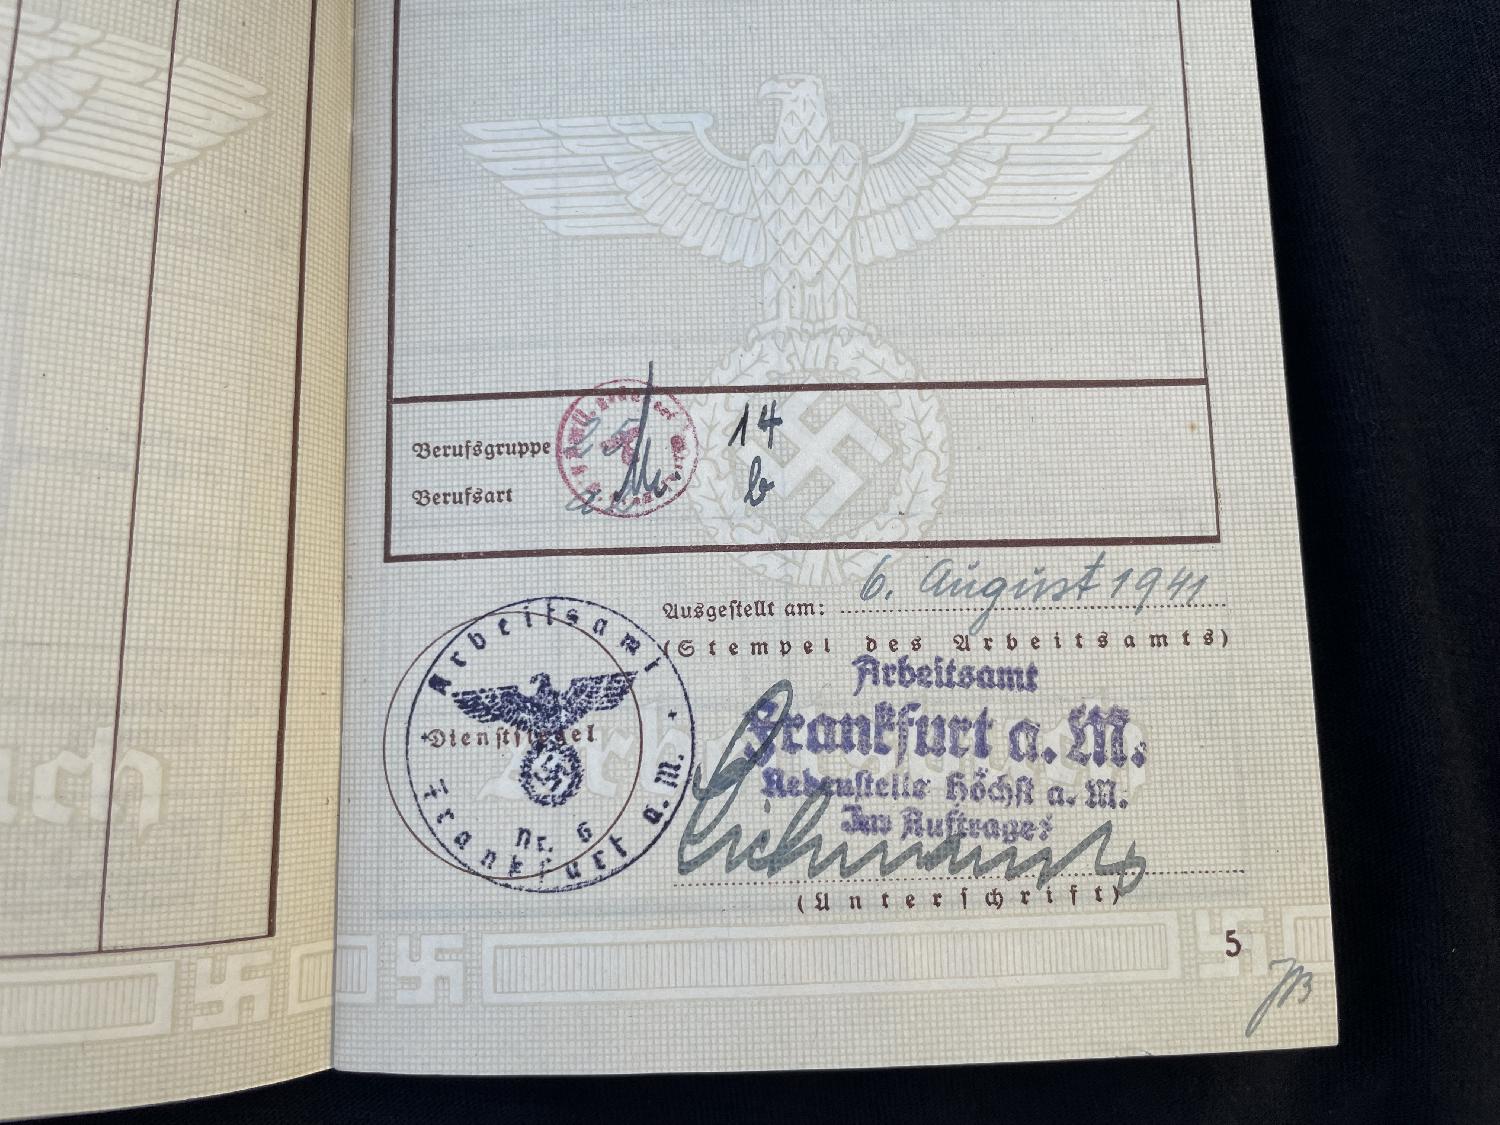 Berufsgruppe 14
Berufsart b
Ausgestellt am: 6. August 1941
(Stempel des Arbeitsamts)
Arbeitsamt
Frankfurt a. M.
Nebenstelle Höchst a. M.
Im Auftrage:
(Unterschrift)
Arbeitsamt
Dienstsiegel
Nr. 6
Frankfurt a. M.
5